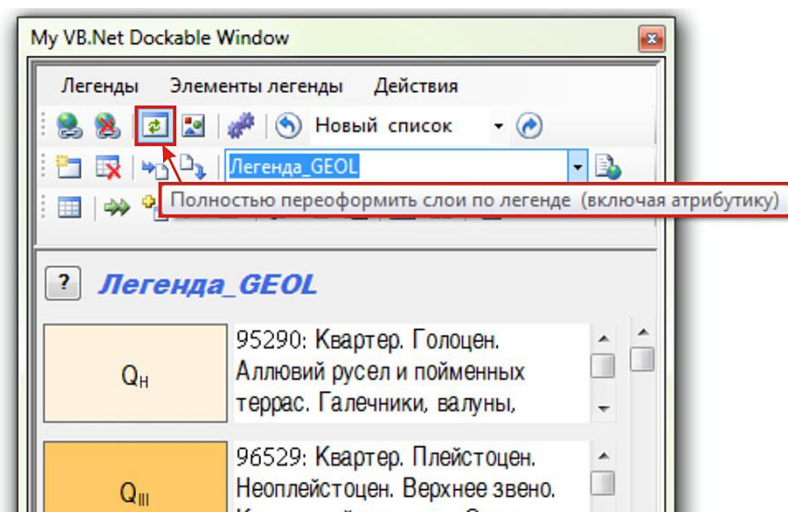 My VB.Net Dockable Window
Легенды Элементы легенды Действия
Новый список
Легенда_GEOL
Полностью переоформить слои по легенде (включая атрибутику)
? Легенда_GEOL
95290: Квартер. Голоцен.
Аллювий русел и пойменных
террас. Галечники, валуны,
QH
96529: Квартер. Плейстоцен.
Неоплейстоцен. Верхнее звено.
QIII